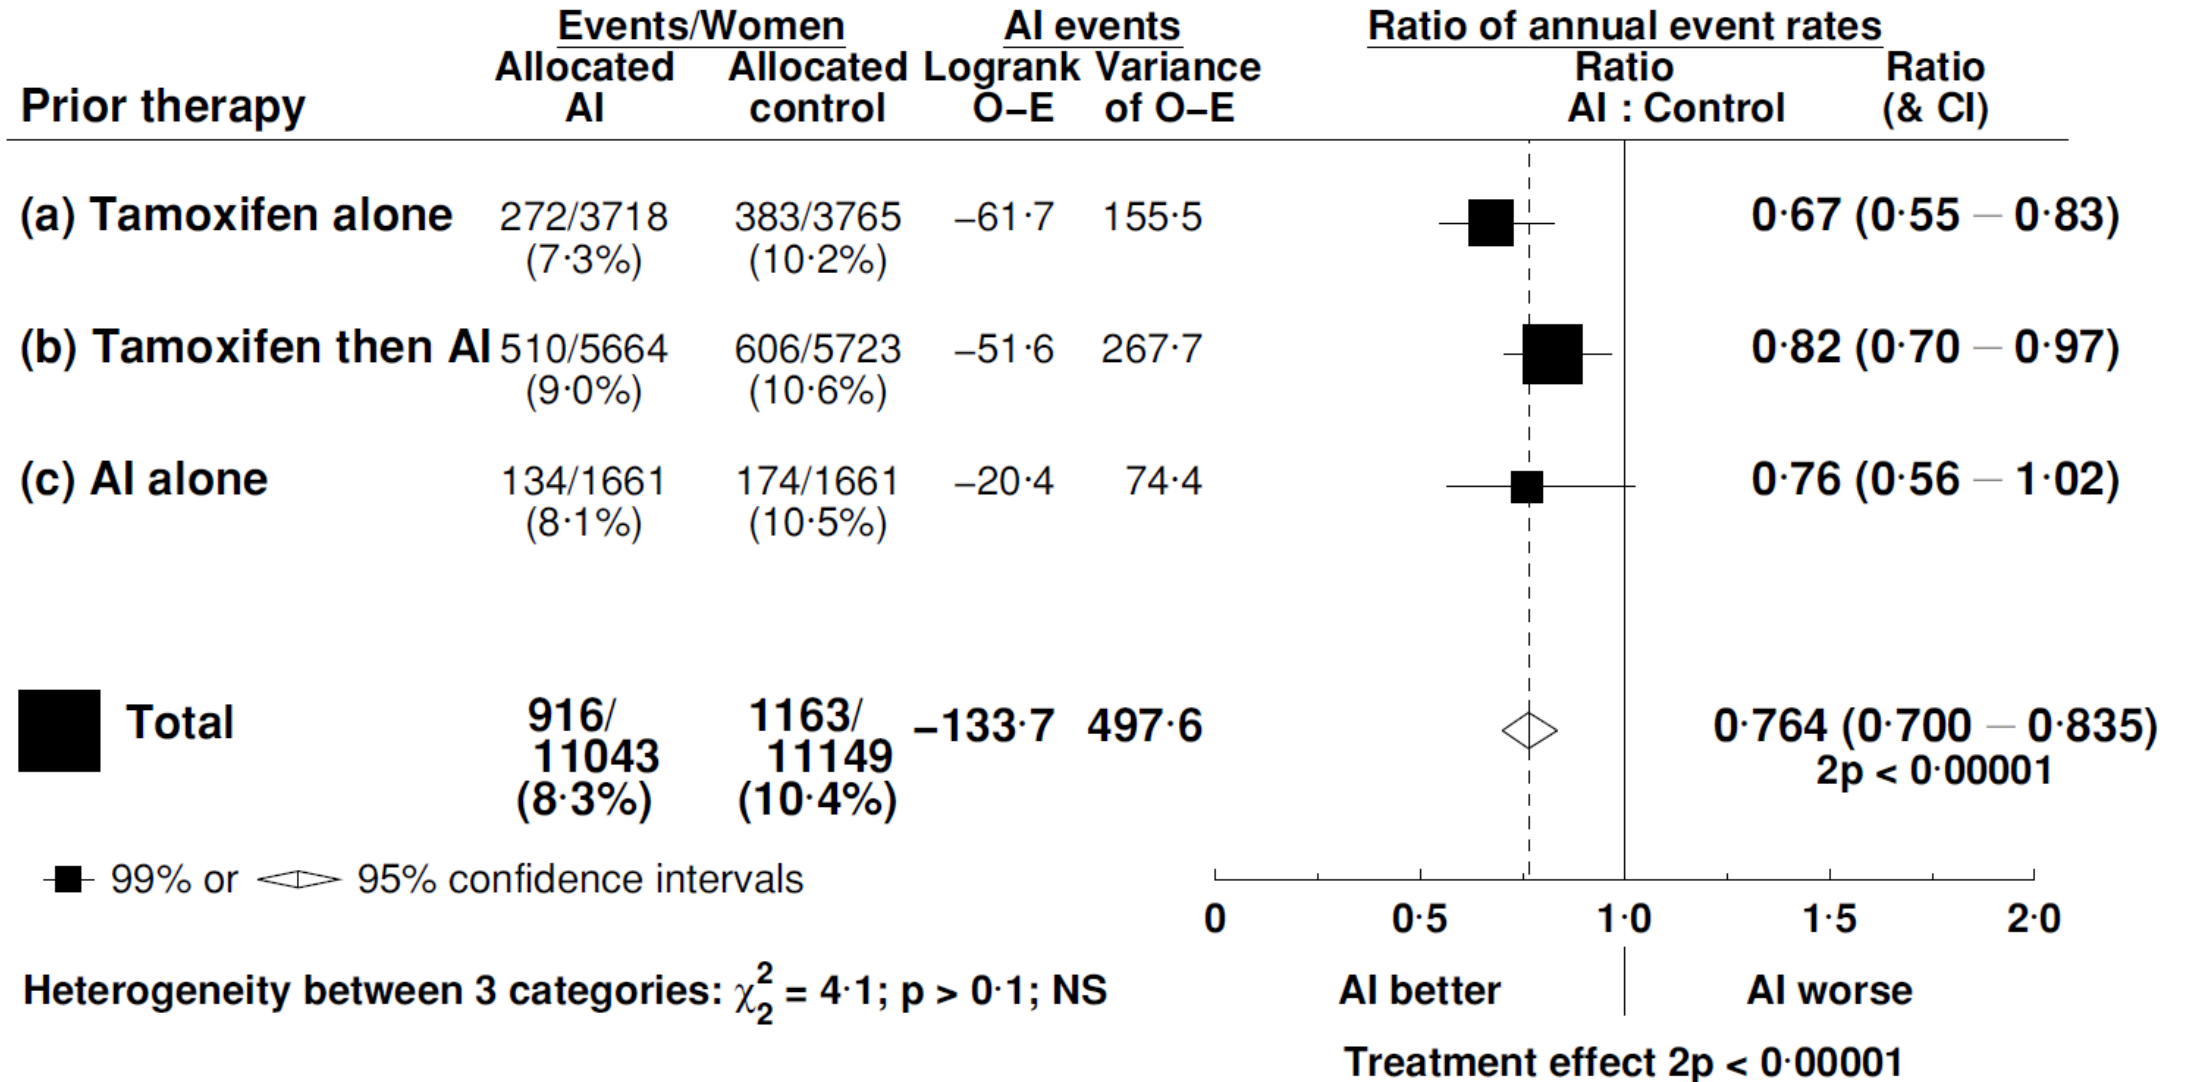 Events/Women AI events Ratio of annual event rates
Allocated Allocated Logrank Variance Ratio Ratio
Prior therapy AI control O–E of O–E AI : Control (& CI)
(a) Tamoxifen alone 272/3718 383/3765 –61·7 155·5 0·67 (0·55 – 0·83)
(7·3%) (10·2%)
(b) Tamoxifen then AI 510/5664 606/5723 –51·6 267·7 0·82 (0·70 – 0·97)
(9·0%) (10·6%)
(c) AI alone 134/1661 174/1661 –20·4 74·4 0·76 (0·56 – 1·02)
(8·1%) (10·5%)
Total 916/ 1163/ –133·7 497·6 0·764 (0·700 – 0·835)
11043 11149 2p < 0·00001
(8·3%) (10·4%)
99% or 95% confidence intervals
0 0·5 1·0 1·5 2·0
Heterogeneity between 3 categories: χ²₂ = 4·1; p > 0·1; NS AI better AI worse
Treatment effect 2p < 0·00001